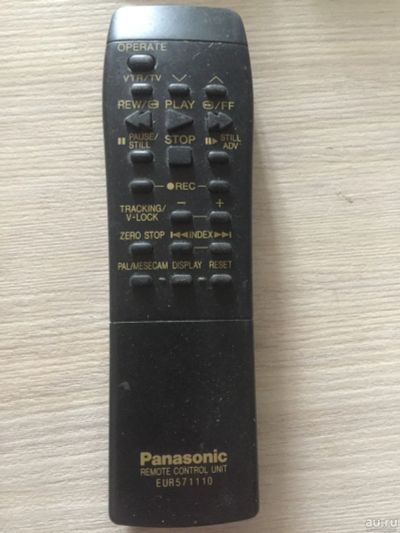 OPERATE
VTR/TV
REW/ PLAY /FF
PAUSE/
STILL
STOP
STILL
ADV
REC
TRACKING/
V-LOCK
− +
ZERO STOP INDEX
PAL/MESECAM DISPLAY RESET
Panasonic
REMOTE CONTROL UNIT
EUR571110
au.ru